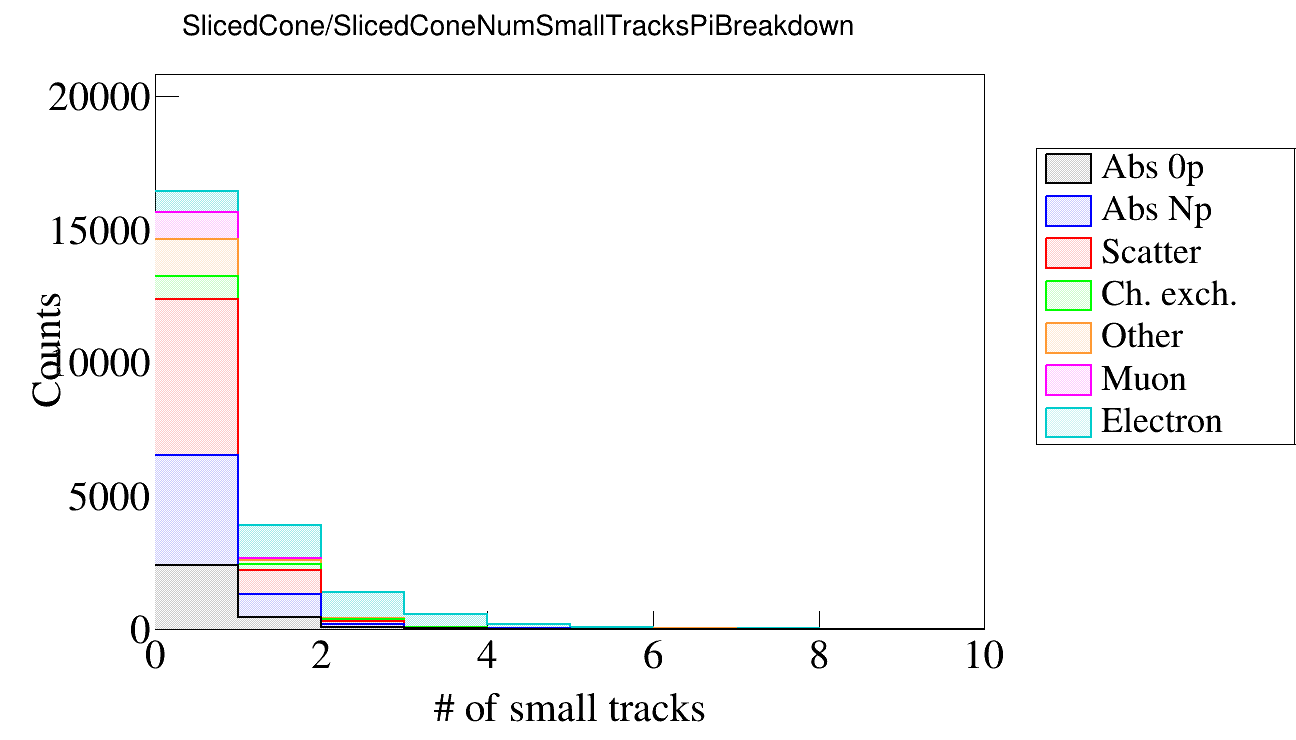 SlicedCone/SlicedConeNumSmallTracksPiBreakdown
20000
15000
10000
5000
0
Counts
0 2 4 6 8 10
# of small tracks
Abs 0p
Abs Np
Scatter
Ch. exch.
Other
Muon
Electron